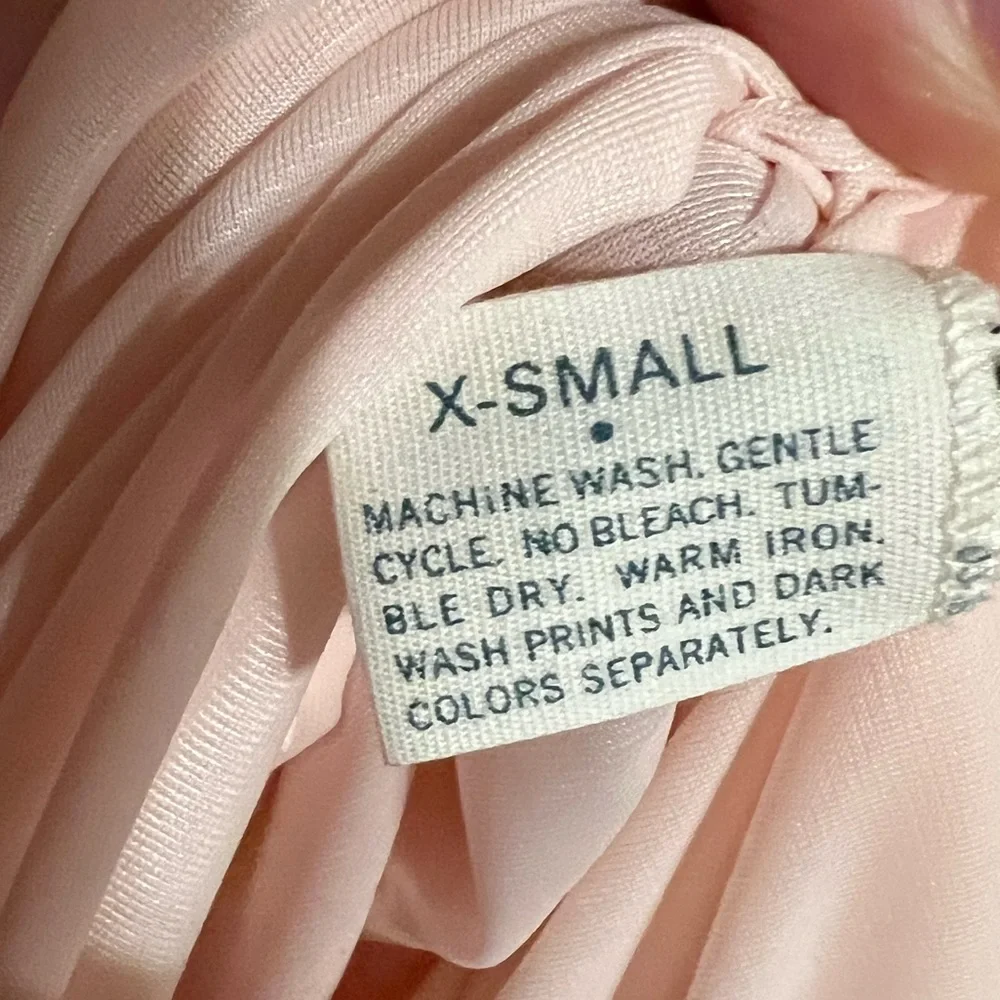 X-SMALL
•
MACHINE WASH. GENTLE
CYCLE. NO BLEACH. TUM-
BLE DRY. WARM IRON.
WASH PRINTS AND DARK
COLORS SEPARATELY.